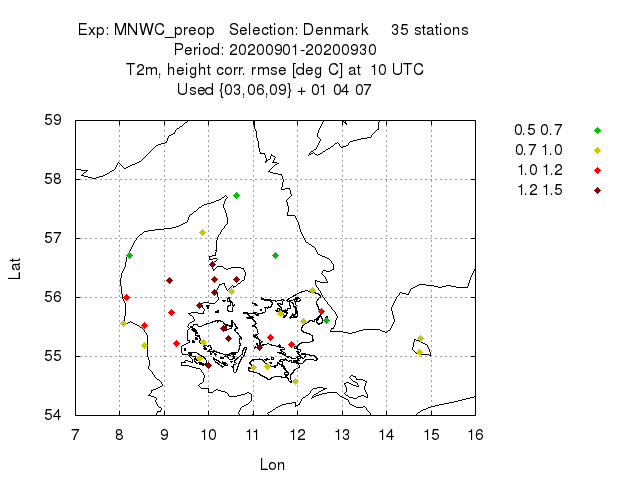 Exp: MNWC_preop Selection: Denmark 35 stations
Period: 20200901-20200930
T2m, height corr. rmse [deg C] at 10 UTC
Used {03,06,09} + 01 04 07
0.5 0.7
0.7 1.0
1.0 1.2
1.2 1.5
59
58
57
56
55
54
Lat
7 8 9 10 11 12 13 14 15 16
Lon